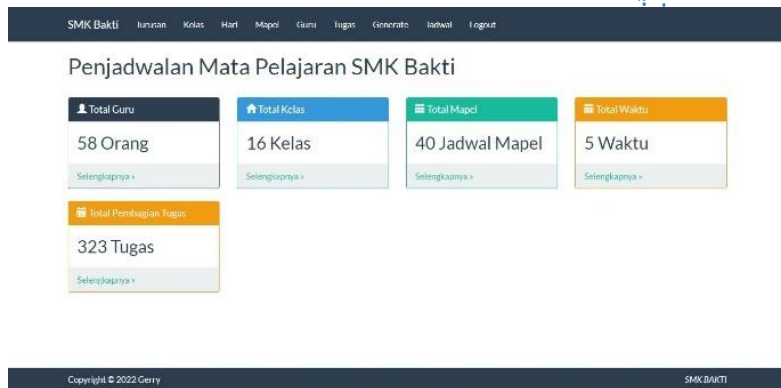 SMK Bakti Jurusan Kelas Hari Mapel Guru Tugas Generate Jadwal Logout
Penjadwalan Mata Pelajaran SMK Bakti
Total Guru Total Kelas Total Mapel Total Waktu
58 Orang 16 Kelas 40 Jadwal Mapel 5 Waktu
Selengkapnya » Selengkapnya » Selengkapnya » Selengkapnya »
Total Pembagian Tugas
323 Tugas
Selengkapnya »
Copyright © 2022 Gerry SMK BAKTI